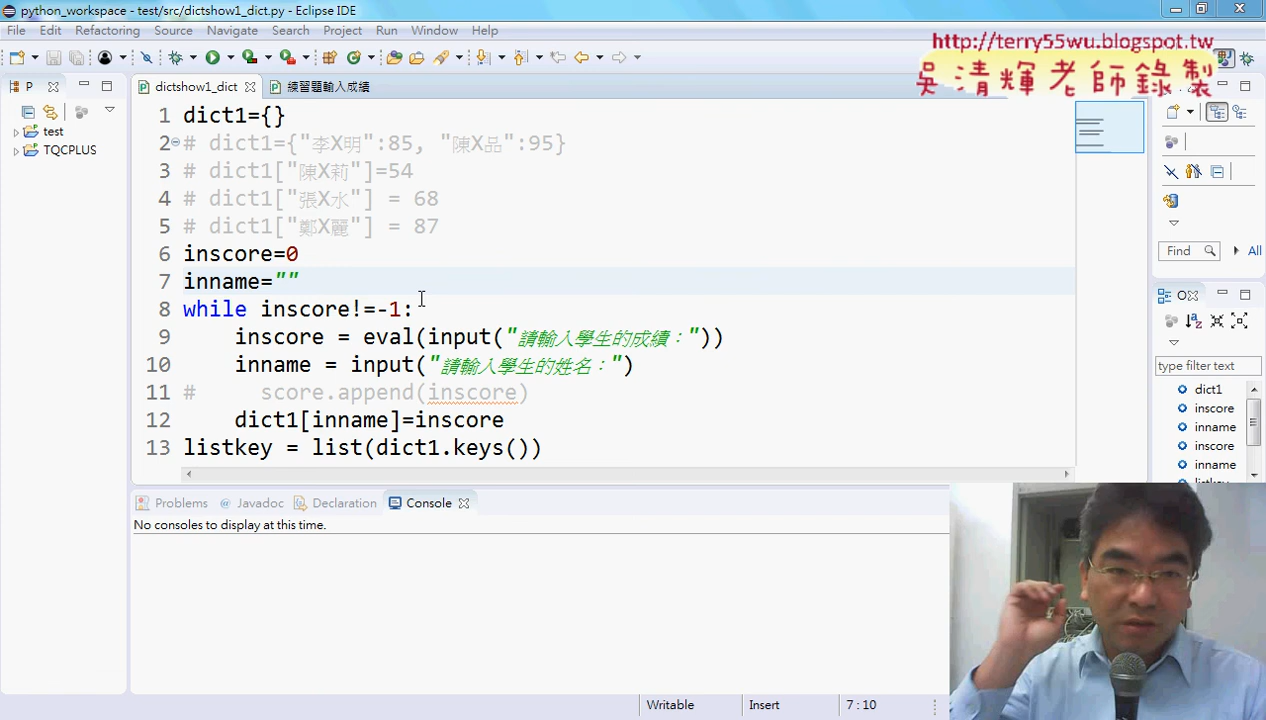 python_workspace - test/src/dictshow1_dict.py - Eclipse IDE
File Edit Refactoring Source Navigate Search Project Run Window Help
http://terry55wu.blogspot.tw
吳清輝老師錄製
P
dictshow1_dict
練習題輸入成績
test
TQCPLUS
1 dict1={}
2 # dict1={"李X明":85, "陳X品":95}
3 # dict1["陳X莉"]=54
4 # dict1["張X水"] = 68
5 # dict1["鄭X麗"] = 87
6 inscore=0
7 inname=""
8 while inscore!=-1:
9 inscore = eval(input("請輸入學生的成績："))
10 inname = input("請輸入學生的姓名：")
11 # score.append(inscore)
12 dict1[inname]=inscore
13 listkey = list(dict1.keys())
Find
All
O
type filter text
dict1
inscore
inname
inscore
inname
Problems @ Javadoc Declaration Console
No consoles to display at this time.
Writable Insert 7 : 10